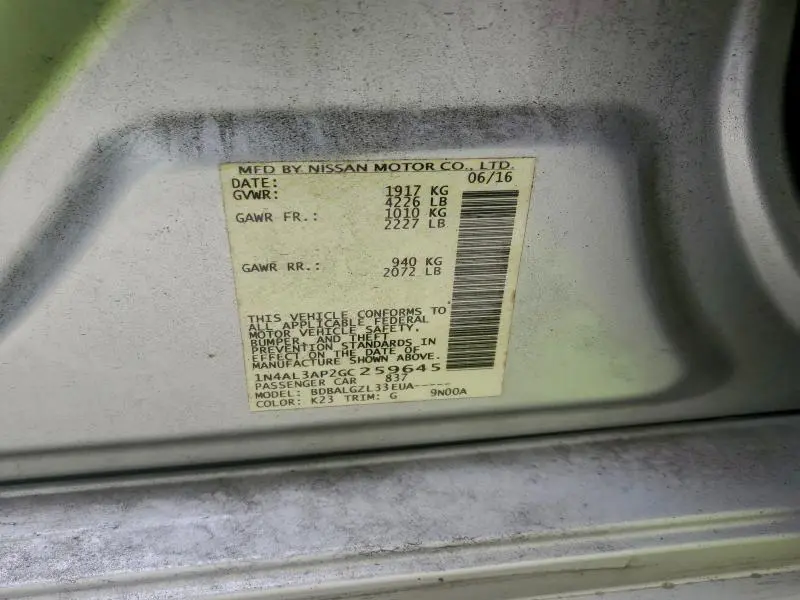 MFD BY NISSAN MOTOR CO., LTD.
DATE: 06/16
GVWR: 1917 KG
4226 LB
GAWR FR.: 1010 KG
2227 LB
GAWR RR.: 940 KG
2072 LB
THIS VEHICLE CONFORMS TO
ALL APPLICABLE FEDERAL
MOTOR VEHICLE SAFETY,
BUMPER, AND THEFT
PREVENTION STANDARDS IN
EFFECT ON THE DATE OF
MANUFACTURE SHOWN ABOVE.
1N4AL3AP2GC259645
PASSENGER CAR 837
MODEL: BDBALGZL33EUA-----
COLOR: K23 TRIM: G 9N00A